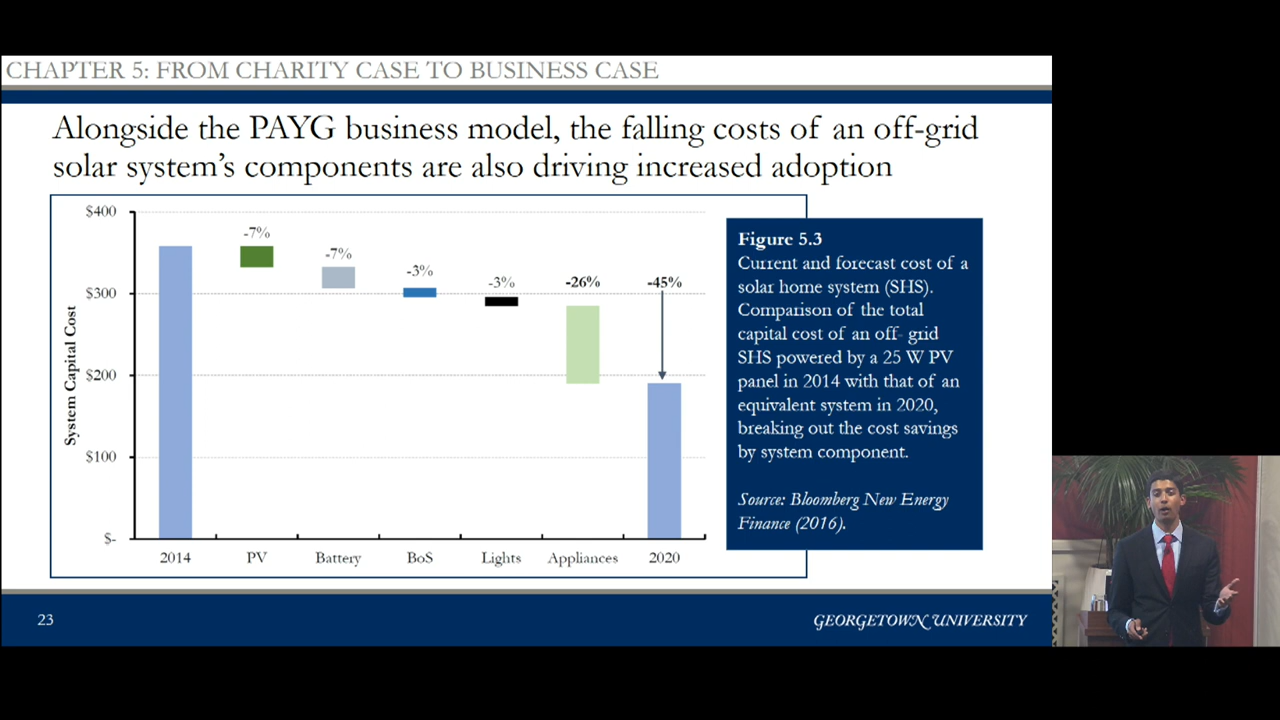 CHAPTER 5: FROM CHARITY CASE TO BUSINESS CASE
Alongside the PAYG business model, the falling costs of an off-grid
solar system's components are also driving increased adoption
$400
$300
$200
$100
$-
System Capital Cost
-7%
-7%
-3%
-3%
-26%
-45%
2014
PV
Battery
BoS
Lights
Appliances
2020
Figure 5.3
Current and forecast cost of a
solar home system (SHS).
Comparison of the total
capital cost of an off- grid
SHS powered by a 25 W PV
panel in 2014 with that of an
equivalent system in 2020,
breaking out the cost savings
by system component.
Source: Bloomberg New Energy
Finance (2016).
23
GEORGETOWN UNIVERSITY